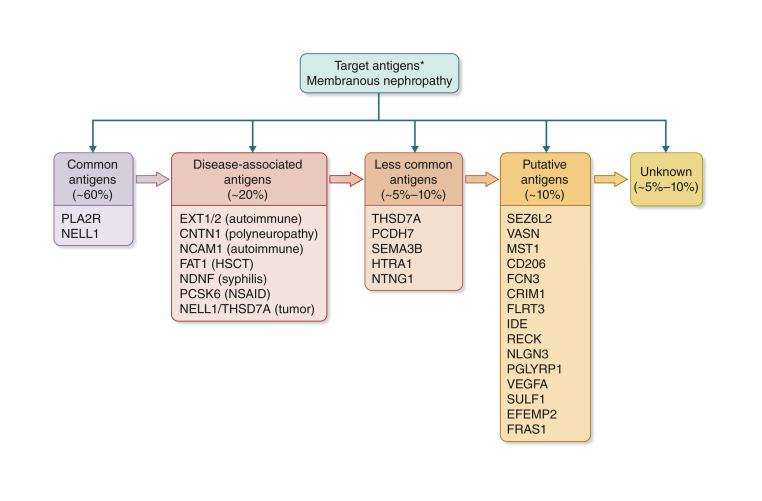 Target antigens*
Membranous nephropathy
Common
antigens
(~60%)
PLA2R
NELL1
Disease-associated
antigens
(~20%)
EXT1/2 (autoimmune)
CNTN1 (polyneuropathy)
NCAM1 (autoimmune)
FAT1 (HSCT)
NDNF (syphilis)
PCSK6 (NSAID)
NELL1/THSD7A (tumor)
Less common
antigens
(~5%–10%)
THSD7A
PCDH7
SEMA3B
HTRA1
NTNG1
Putative
antigens
(~10%)
SEZ6L2
VASN
MST1
CD206
FCN3
CRIM1
FLRT3
IDE
RECK
NLGN3
PGLYRP1
VEGFA
SULF1
EFEMP2
FRAS1
Unknown
(~5%–10%)